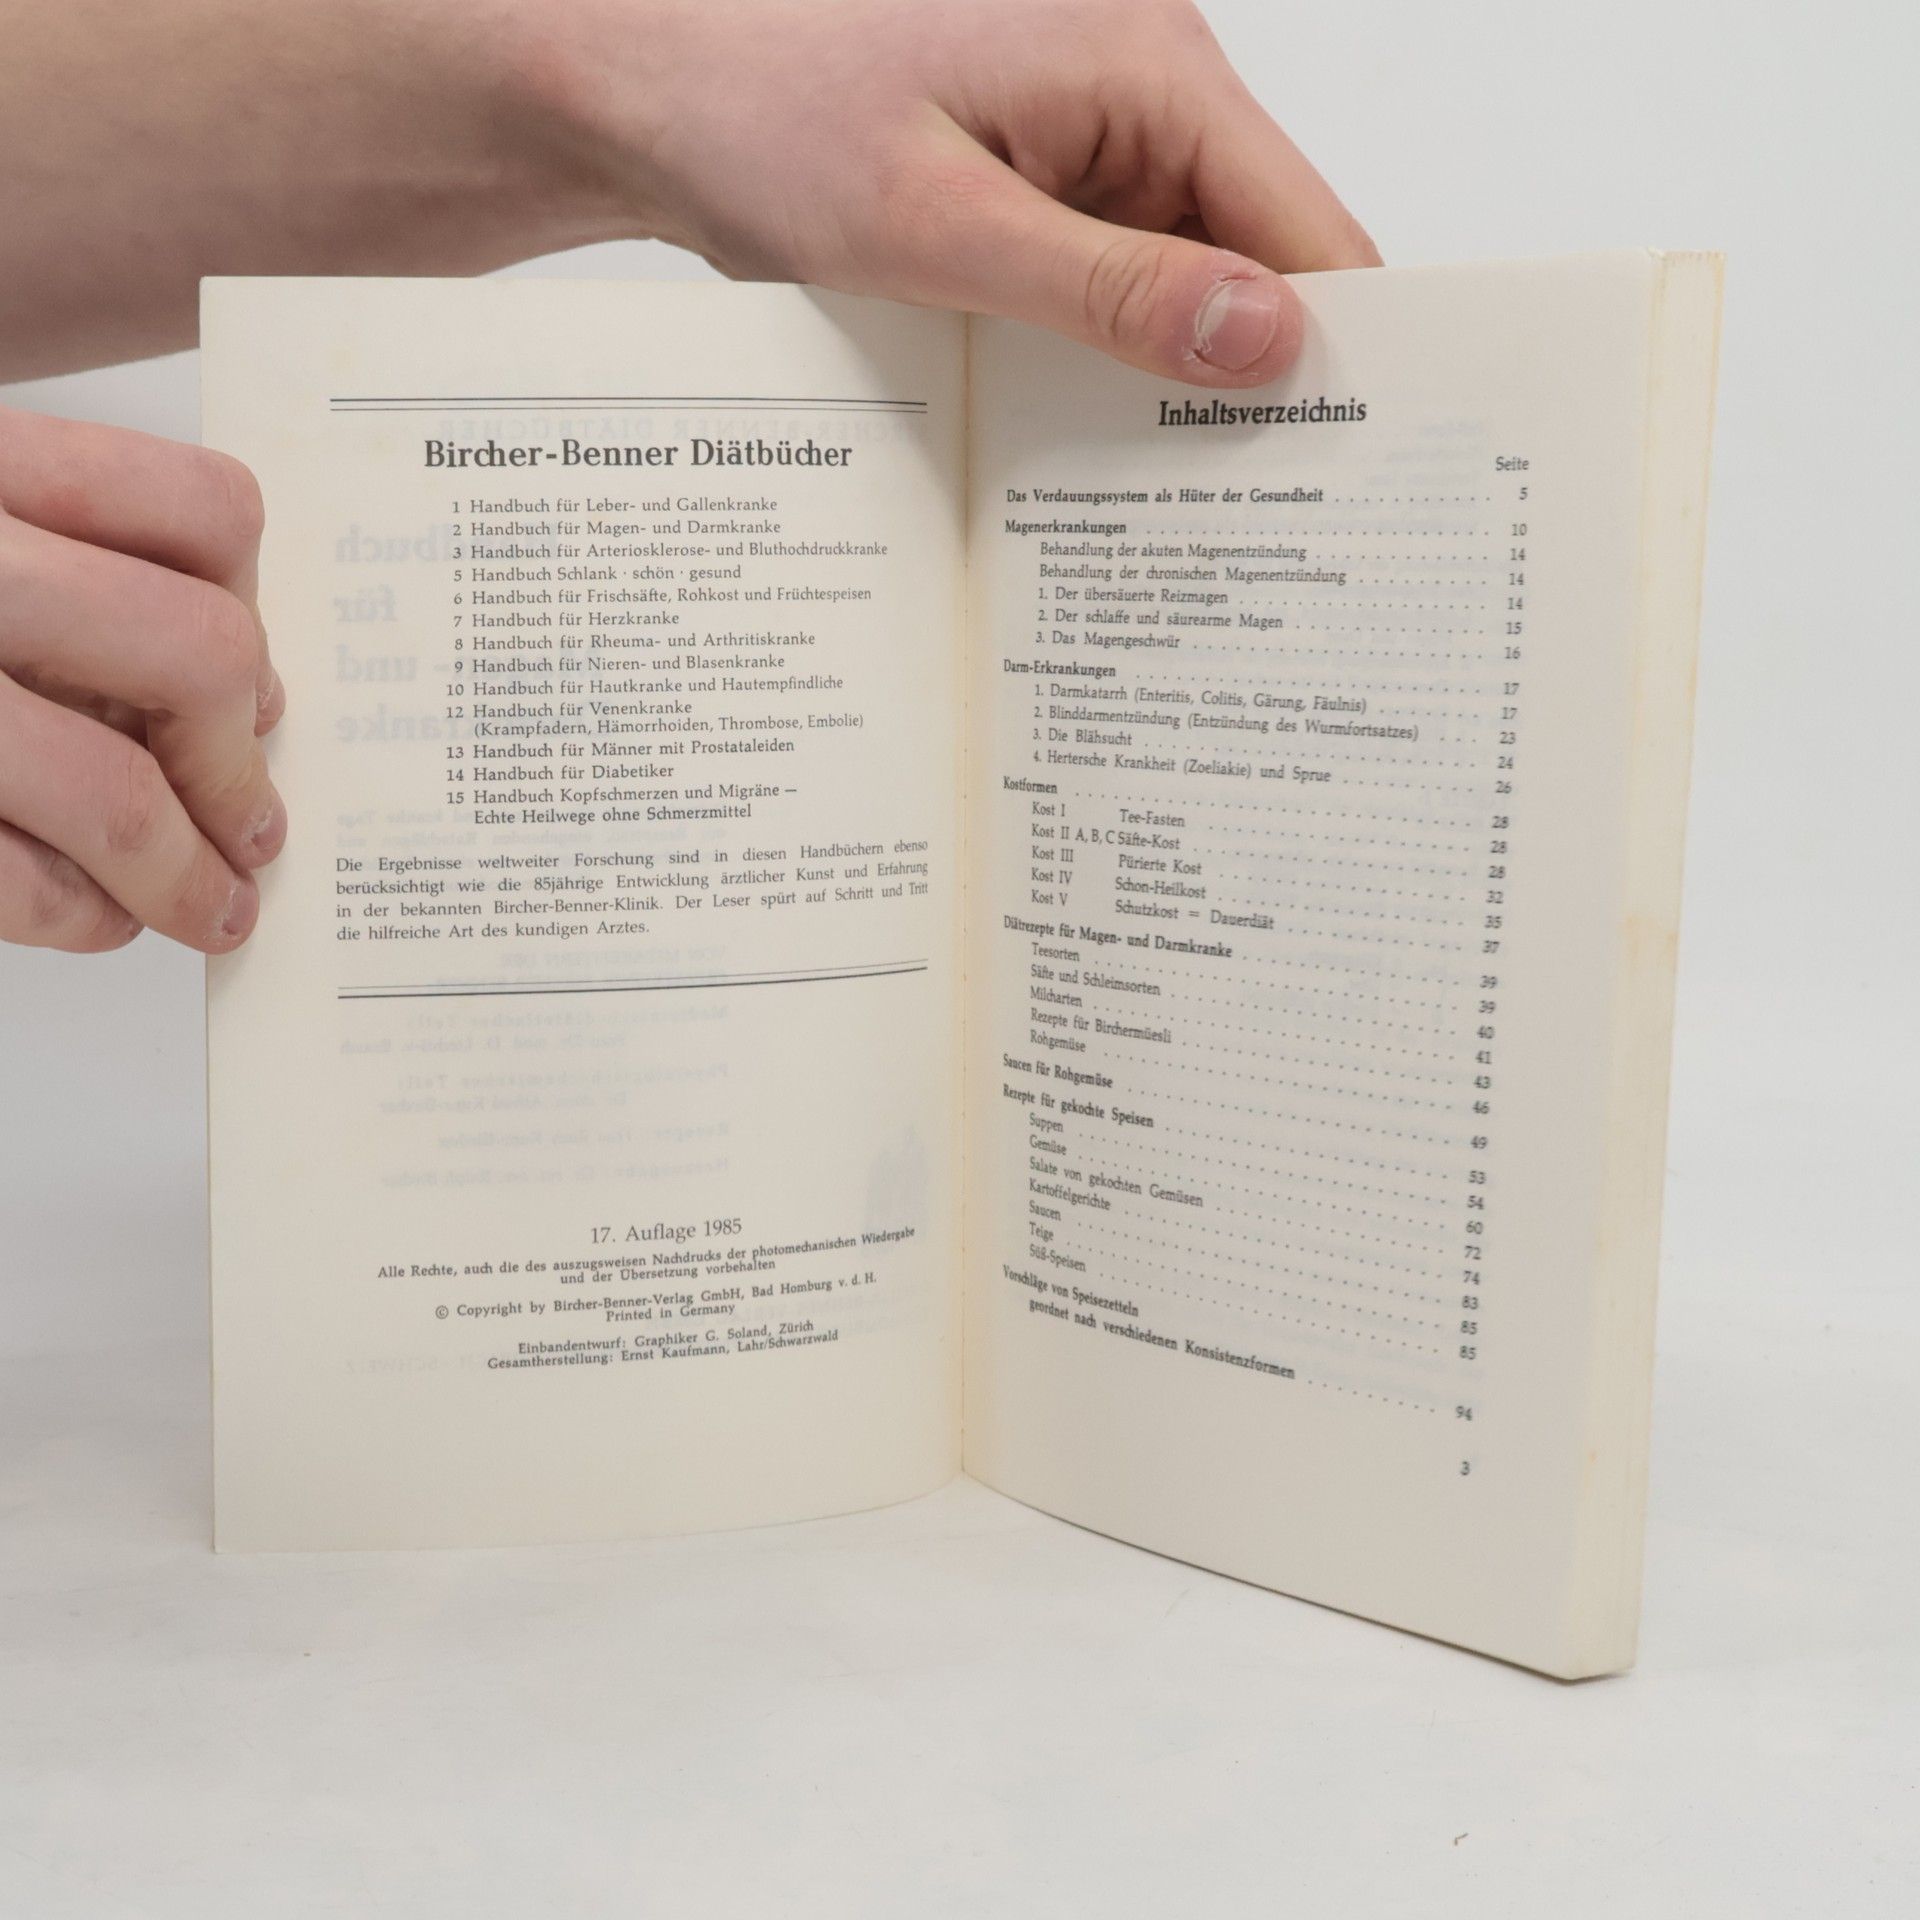 Bircher-Benner Diätbücher
1 Handbuch für Leber- und Gallenkranke
2 Handbuch für Magen- und Darmkranke
3 Handbuch für Arteriosklerose- und Bluthochdruckkranke
5 Handbuch Schlank · schön · gesund
6 Handbuch für Frischsäfte, Rohkost und Früchtespeisen
7 Handbuch für Herzkranke
8 Handbuch für Rheuma- und Arthritiskranke
9 Handbuch für Nieren- und Blasenkranke
10 Handbuch für Hautkranke und Hautempfindliche
12 Handbuch für Venenkranke
(Krampfadern, Hämorrhoiden, Thrombose, Embolie)
13 Handbuch für Männer mit Prostataleiden
14 Handbuch für Diabetiker
15 Handbuch Kopfschmerzen und Migräne –
Echte Heilwege ohne Schmerzmittel
Die Ergebnisse weltweiter Forschung sind in diesen Handbüchern ebenso
berücksichtigt wie die 85jährige Entwicklung ärztlicher Kunst und Erfahrung
in der bekannten Bircher-Benner-Klinik. Der Leser spürt auf Schritt und Tritt
die hilfreiche Art des kundigen Arztes.
17. Auflage 1985
Alle Rechte, auch die des auszugsweisen Nachdrucks der photomechanischen Wiedergabe
und der Übersetzung vorbehalten
© Copyright by Bircher-Benner-Verlag GmbH, Bad Homburg v. d. H.
Printed in Germany
Einbandentwurf: Graphiker G. Soland, Zürich
Gesamtherstellung: Ernst Kaufmann, Lahr/Schwarzwald
Inhaltsverzeichnis
Seite
Das Verdauungssystem als Hüter der Gesundheit 5
Magenerkrankungen 10
Behandlung der akuten Magenentzündung 14
Behandlung der chronischen Magenentzündung 14
1. Der übersäuerte Reizmagen 14
2. Der schlaffe und säurearme Magen 15
3. Das Magengeschwür 16
Darm-Erkrankungen 17
1. Darmkatarrh (Enteritis, Colitis, Gärung, Fäulnis) 17
2. Blinddarmentzündung (Entzündung des Wurmfortsatzes) 23
3. Die Blähsucht 24
4. Hertersche Krankheit (Zoeliakie) und Sprue 26
Kostformen 28
Kost I Tee-Fasten 28
Kost II A, B, C Säfte-Kost 28
Kost III Pürierte Kost 32
Kost IV Schon-Heilkost 35
Kost V Schutzkost = Dauerdiät 37
Diätrezepte für Magen- und Darmkranke 39
Teesorten 39
Säfte und Schleimsorten 40
Milcharten 41
Rezepte für Birchermüesli 43
Rohgemüse 46
Saucen für Rohgemüse 49
Rezepte für gekochte Speisen 53
Suppen 54
Gemüse 60
Salate von gekochten Gemüsen 72
Kartoffelgerichte 74
Saucen 83
Teige 85
Süß-Speisen 85
Vorschläge von Speisezetteln
geordnet nach verschiedenen Konsistenzformen 94
3